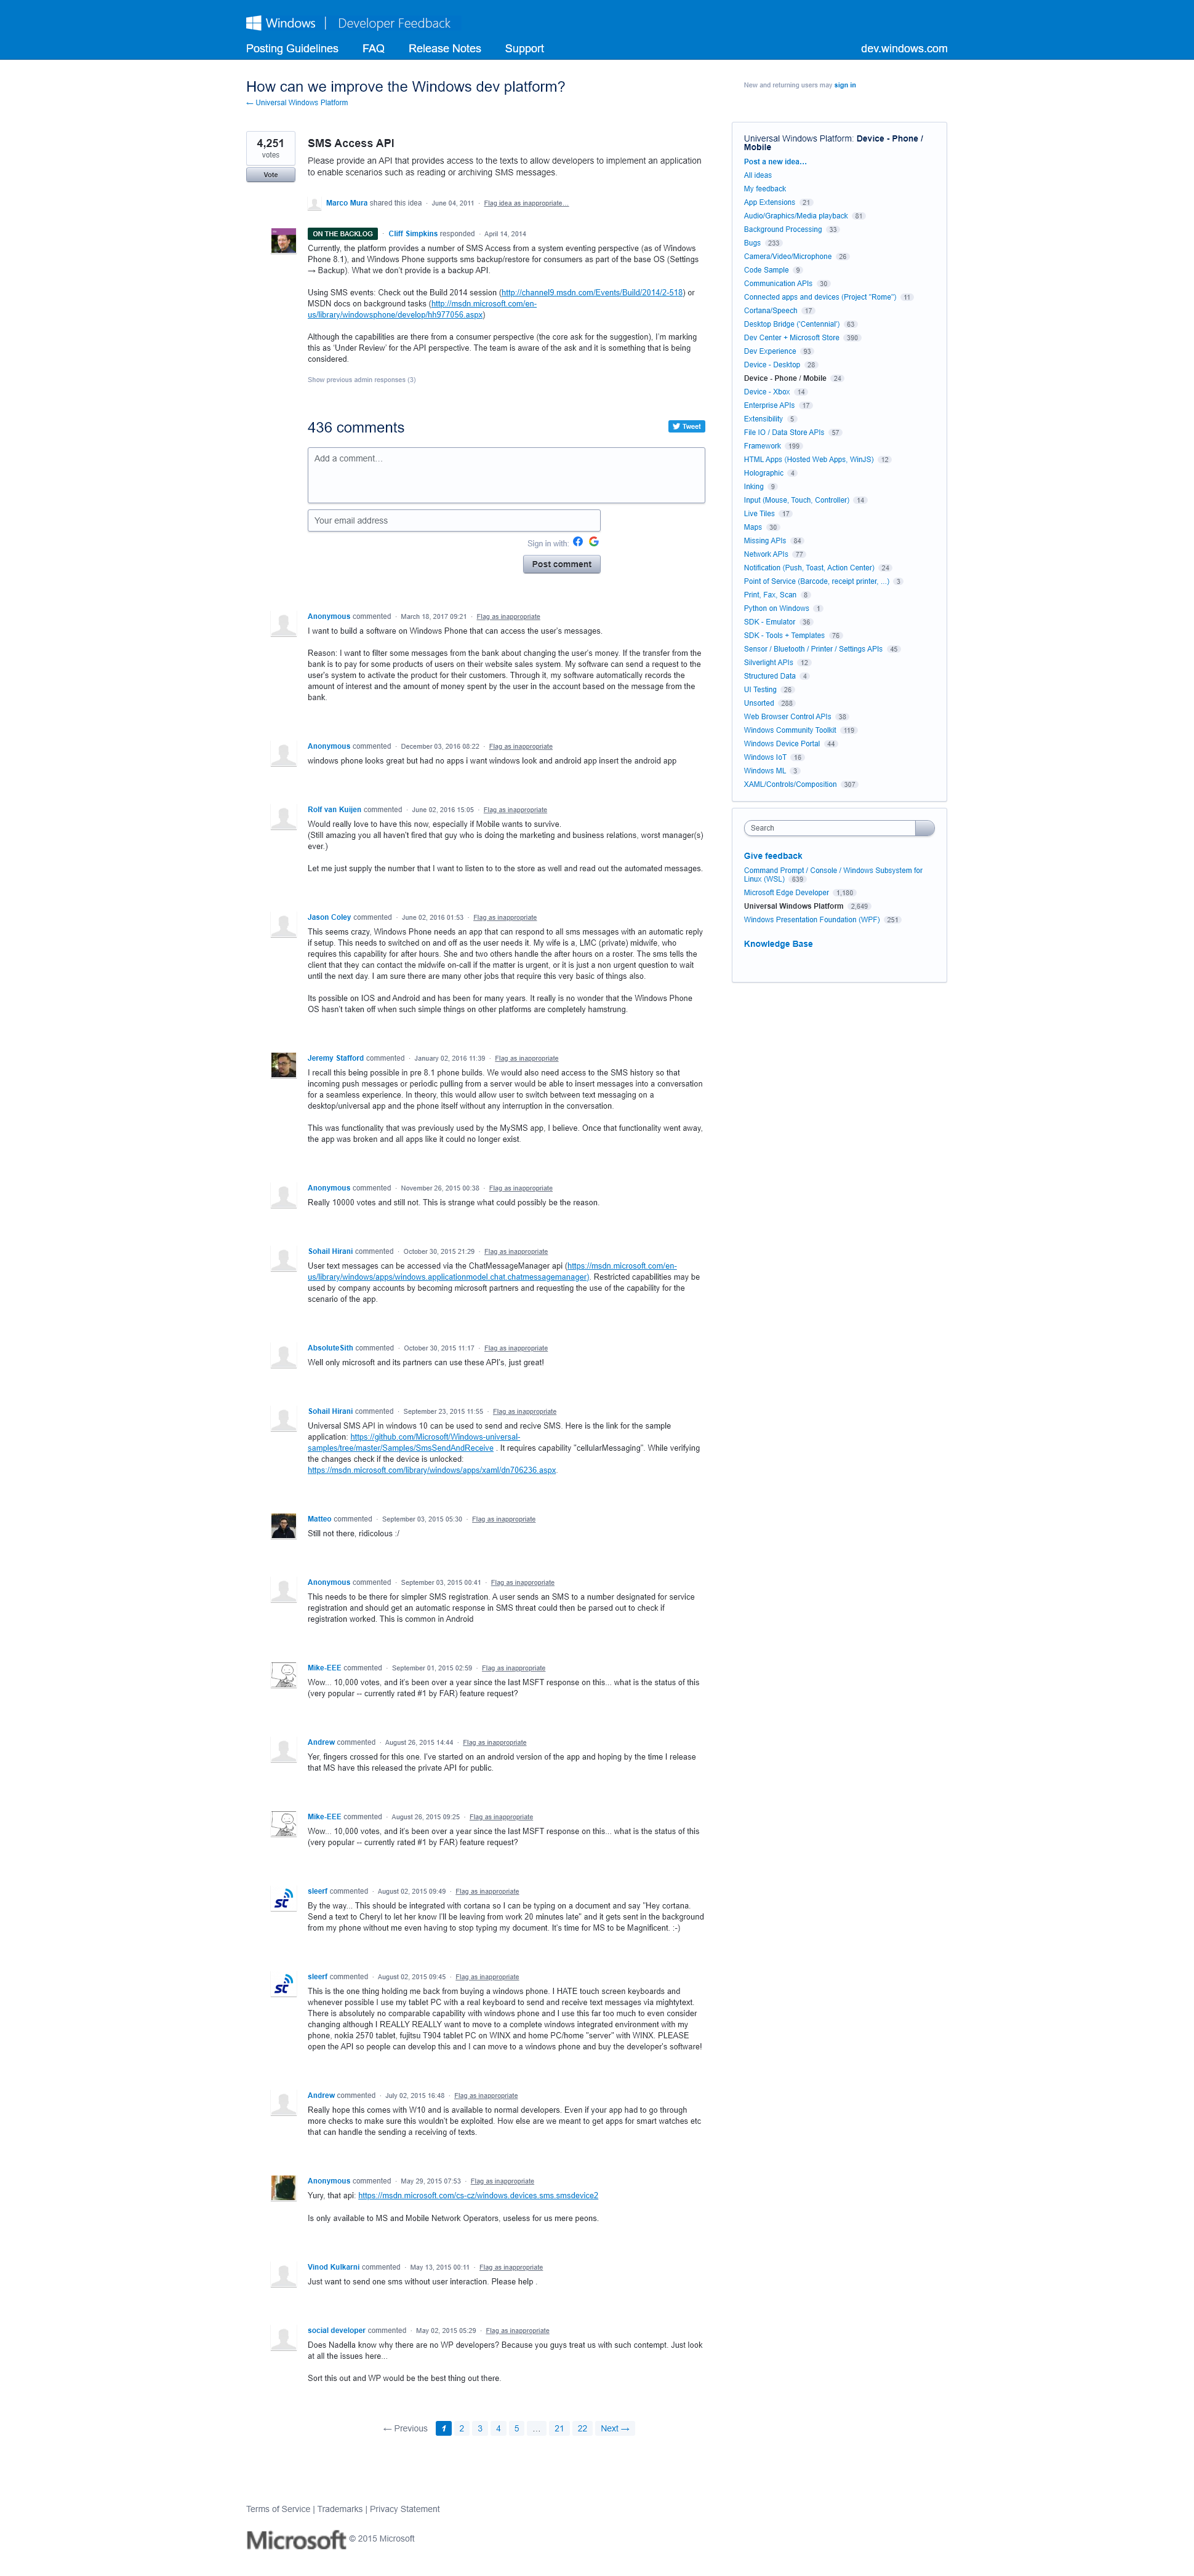 Windows | Developer Feedback
Posting Guidelines FAQ Release Notes Support dev.windows.com
How can we improve the Windows dev platform?
← Universal Windows Platform
New and returning users may sign in
4,251
votes
Vote
SMS Access API
Please provide an API that provides access to the texts to allow developers to implement an application
to enable scenarios such as reading or archiving SMS messages.
Marco Mura shared this idea · June 04, 2011 · Flag idea as inappropriate…
ON THE BACKLOG · Cliff Simpkins responded · April 14, 2014
Currently, the platform provides a number of SMS Access from a system eventing perspective (as of Windows
Phone 8.1), and Windows Phone supports sms backup/restore for consumers as part of the base OS (Settings
→ Backup). What we don't provide is a backup API.
Using SMS events: Check out the Build 2014 session (http://channel9.msdn.com/Events/Build/2014/2-518) or
MSDN docs on background tasks (http://msdn.microsoft.com/en-
us/library/windowsphone/develop/hh977056.aspx)
Although the capabilities are there from a consumer perspective (the core ask for the suggestion), I'm marking
this as 'Under Review' for the API perspective. The team is aware of the ask and it is something that is being
considered.
Show previous admin responses (3)
436 comments
Tweet
Add a comment…
Your email address
Sign in with:
Post comment
Anonymous commented · March 18, 2017 09:21 · Flag as inappropriate
I want to build a software on Windows Phone that can access the user's messages.
Reason: I want to filter some messages from the bank about changing the user's money. If the transfer from the
bank is to pay for some products of users on their website sales system. My software can send a request to the
system to activate the product for their customers. Through it, my software automatically records the
amount of interest and the amount of money spent by the user in the account based on the message from the
bank.
Anonymous commented · December 03, 2016 08:22 · Flag as inappropriate
windows phone looks great but had no apps i want windows look and android app insert the android app
Rolf van Kuijen commented · June 02, 2016 15:05 · Flag as inappropriate
Would really love to have this now, especially if Mobile wants to survive.
(Still amazing you all haven't fired that guy who is doing the marketing and business relations, worst manager(s)
ever.)
Let me just supply the number that I want to listen to to the store as well and read out the automated messages.
Jason Coley commented · June 02, 2016 01:53 · Flag as inappropriate
This seems crazy, Windows Phone needs an app that can respond to all sms messages with an automatic reply
if setup. This needs to switched on and off as the user needs it. My wife is a, LMC (private) midwife, who
requires this capability for after hours. She and two others handle the after hours on a roster. The sms tells the
client that they can contact the midwife on-call if the matter is urgent, or it is just a non urgent question to wait
until the next day. I am sure there are many other jobs that require this very basic of things also.
Its possible on IOS and Android and has been for many years. It really is no wonder that the Windows Phone
OS hasn't taken off when such simple things on other platforms are completely hamstrung.
Jeremy Stafford commented · January 02, 2016 11:39 · Flag as inappropriate
I recall this being possible in pre 8.1 phone builds. We would also need access to the SMS history so that
incoming push messages or periodic pulling from a server would be able to insert messages into a conversation
for a seamless experience. In theory, this would allow user to switch between text messaging on a
desktop/universal app and the phone itself without any interruption in the conversation.
This was functionality that was previously used by the MySMS app, I believe. Once that functionality went away,
the app was broken and all apps like it could no longer exist.
Anonymous commented · November 26, 2015 00:38 · Flag as inappropriate
Really 10000 votes and still not. This is strange what could possibly be the reason.
Sohail Hirani commented · October 30, 2015 21:29 · Flag as inappropriate
User text messages can be accessed via the ChatMessageManager api (https://msdn.microsoft.com/en-
us/library/windows/apps/windows.applicationmodel.chat.chatmessagemanager). Restricted capabilities may be
used by company accounts by becoming microsoft partners and requesting the use of the capability for the
scenario of the app.
AbsoluteSith commented · October 30, 2015 11:17 · Flag as inappropriate
Well only microsoft and its partners can use these API's, just great!
Sohail Hirani commented · September 23, 2015 11:55 · Flag as inappropriate
Universal SMS API in windows 10 can be used to send and recive SMS. Here is the link for the sample
application: https://github.com/Microsoft/Windows-universal-
samples/tree/master/Samples/SmsSendAndReceive . It requires capability "cellularMessaging". While verifying
the changes check if the device is unlocked:
https://msdn.microsoft.com/library/windows/apps/xaml/dn706236.aspx.
Matteo commented · September 03, 2015 05:30 · Flag as inappropriate
Still not there, ridicolous :/
Anonymous commented · September 03, 2015 00:41 · Flag as inappropriate
This needs to be there for simpler SMS registration. A user sends an SMS to a number designated for service
registration and should get an automatic response in SMS threat could then be parsed out to check if
registration worked. This is common in Android
Mike-EEE commented · September 01, 2015 02:59 · Flag as inappropriate
Wow... 10,000 votes, and it's been over a year since the last MSFT response on this... what is the status of this
(very popular -- currently rated #1 by FAR) feature request?
Andrew commented · August 26, 2015 14:44 · Flag as inappropriate
Yer, fingers crossed for this one. I've started on an android version of the app and hoping by the time I release
that MS have this released the private API for public.
Mike-EEE commented · August 26, 2015 09:25 · Flag as inappropriate
Wow... 10,000 votes, and it's been over a year since the last MSFT response on this... what is the status of this
(very popular -- currently rated #1 by FAR) feature request?
sleerf commented · August 02, 2015 09:49 · Flag as inappropriate
By the way... This should be integrated with cortana so I can be typing on a document and say "Hey cortana.
Send a text to Cheryl to let her know I'll be leaving from work 20 minutes late" and it gets sent in the background
from my phone without me even having to stop typing my document. It's time for MS to be Magnificent. :-)
sleerf commented · August 02, 2015 09:45 · Flag as inappropriate
This is the one thing holding me back from buying a windows phone. I HATE touch screen keyboards and
whenever possible I use my tablet PC with a real keyboard to send and receive text messages via mightytext.
There is absolutely no comparable capability with windows phone and I use this far too much to even consider
changing although I REALLY REALLY want to move to a complete windows integrated environment with my
phone, nokia 2570 tablet, fujitsu T904 tablet PC on WINX and home PC/home "server" with WINX. PLEASE
open the API so people can develop this and I can move to a windows phone and buy the developer's software!
Andrew commented · July 02, 2015 16:48 · Flag as inappropriate
Really hope this comes with W10 and is available to normal developers. Even if your app had to go through
more checks to make sure this wouldn't be exploited. How else are we meant to get apps for smart watches etc
that can handle the sending a receiving of texts.
Anonymous commented · May 29, 2015 07:53 · Flag as inappropriate
Yury, that api: https://msdn.microsoft.com/cs-cz/windows.devices.sms.smsdevice2
Is only available to MS and Mobile Network Operators, useless for us mere peons.
Vinod Kulkarni commented · May 13, 2015 00:11 · Flag as inappropriate
Just want to send one sms without user interaction. Please help .
social developer commented · May 02, 2015 05:29 · Flag as inappropriate
Does Nadella know why there are no WP developers? Because you guys treat us with such contempt. Just look
at all the issues here...
Sort this out and WP would be the best thing out there.
← Previous 1 2 3 4 5 … 21 22 Next →
Universal Windows Platform: Device - Phone /
Mobile
Post a new idea…
All ideas
My feedback
App Extensions 21
Audio/Graphics/Media playback 81
Background Processing 33
Bugs 233
Camera/Video/Microphone 26
Code Sample 9
Communication APIs 30
Connected apps and devices (Project "Rome") 11
Cortana/Speech 17
Desktop Bridge ('Centennial') 63
Dev Center + Microsoft Store 390
Dev Experience 93
Device - Desktop 28
Device - Phone / Mobile 24
Device - Xbox 14
Enterprise APIs 17
Extensibility 5
File IO / Data Store APIs 57
Framework 199
HTML Apps (Hosted Web Apps, WinJS) 12
Holographic 4
Inking 9
Input (Mouse, Touch, Controller) 14
Live Tiles 17
Maps 30
Missing APIs 84
Network APIs 77
Notification (Push, Toast, Action Center) 24
Point of Service (Barcode, receipt printer, …) 3
Print, Fax, Scan 8
Python on Windows 1
SDK - Emulator 36
SDK - Tools + Templates 76
Sensor / Bluetooth / Printer / Settings APIs 45
Silverlight APIs 12
Structured Data 4
UI Testing 26
Unsorted 288
Web Browser Control APIs 38
Windows Community Toolkit 119
Windows Device Portal 44
Windows IoT 16
Windows ML 3
XAML/Controls/Composition 307
Search
Give feedback
Command Prompt / Console / Windows Subsystem for
Linux (WSL) 639
Microsoft Edge Developer 1,180
Universal Windows Platform 2,649
Windows Presentation Foundation (WPF) 251
Knowledge Base
Terms of Service | Trademarks | Privacy Statement
Microsoft © 2015 Microsoft